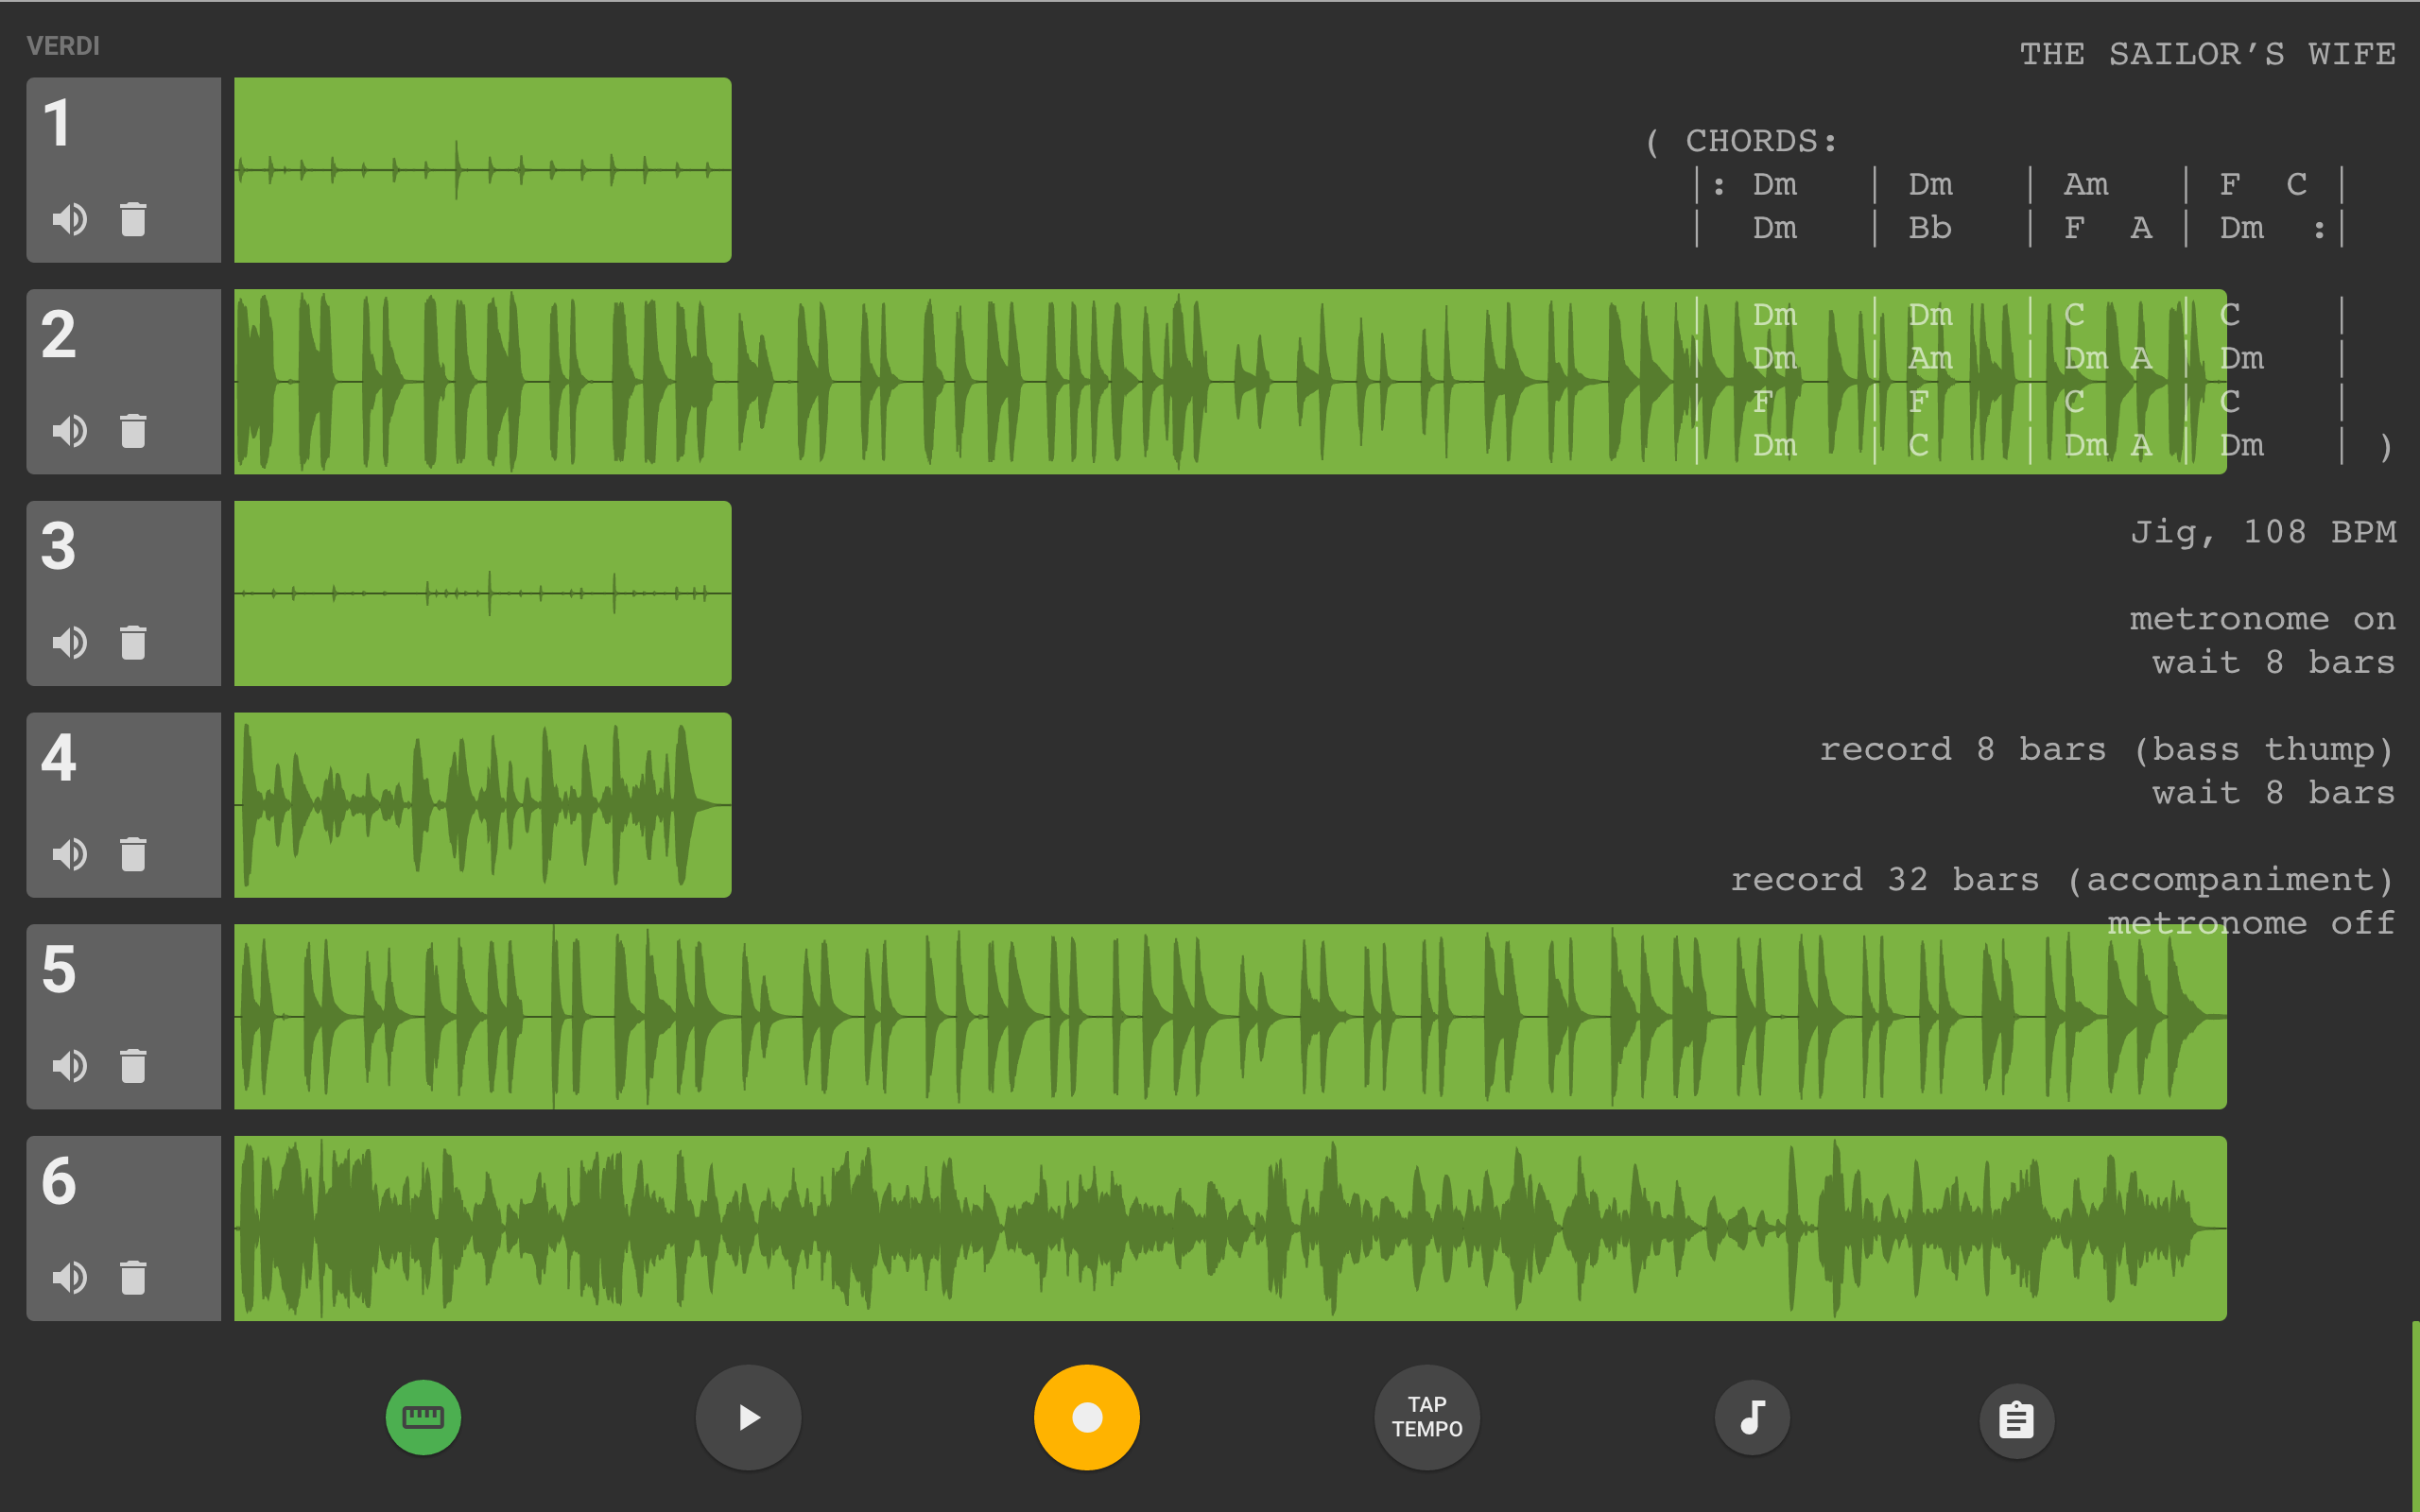 VERDI
THE SAILOR’S WIFE
1
( CHORDS:
|: Dm | Dm | Am | F C |
| Dm | Bb | F A | Dm :|
2
| Dm | Dm | C | C |
| Dm | Am | Dm A | Dm |
| F | F | C | C |
| Dm | C | Dm A | Dm | )
3
Jig, 108 BPM
metronome on
wait 8 bars
4
record 8 bars (bass thump)
wait 8 bars
record 32 bars (accompaniment)
metronome off
5
6
TAP
TEMPO